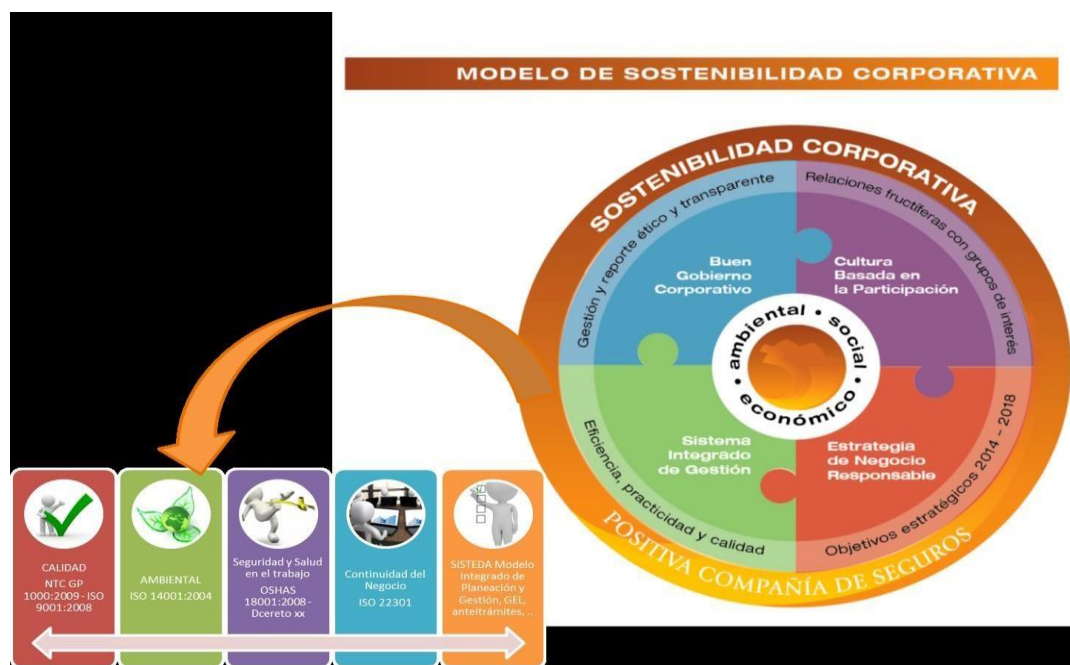 MODELO DE SOSTENIBILIDAD CORPORATIVA
SOSTENIBILIDAD CORPORATIVA
Gestión y reporte ético y transparente
Relaciones fructíferas con grupos de interés
Buen
Gobierno
Corporativo
Cultura
Basada en
la Participación
ambiental • social
• económico •
Sistema
Integrado
de Gestión
Estrategia
de Negocio
Responsable
Eficiencia, practicidad y calidad
Objetivos estratégicos 2014 - 2018
POSITIVA COMPAÑÍA DE SEGUROS
CALIDAD
NTC GP
1000:2009 - ISO
9001:2008
AMBIENTAL
ISO 14001:2004
Seguridad y Salud
en el trabajo
OSHAS
18001:2008 -
Dcereto xx
Continuidad del
Negocio
ISO 22301
SISTEDA Modelo
Integrado de
Planeación y
Gestión, GEL,
anteitrámites, ..